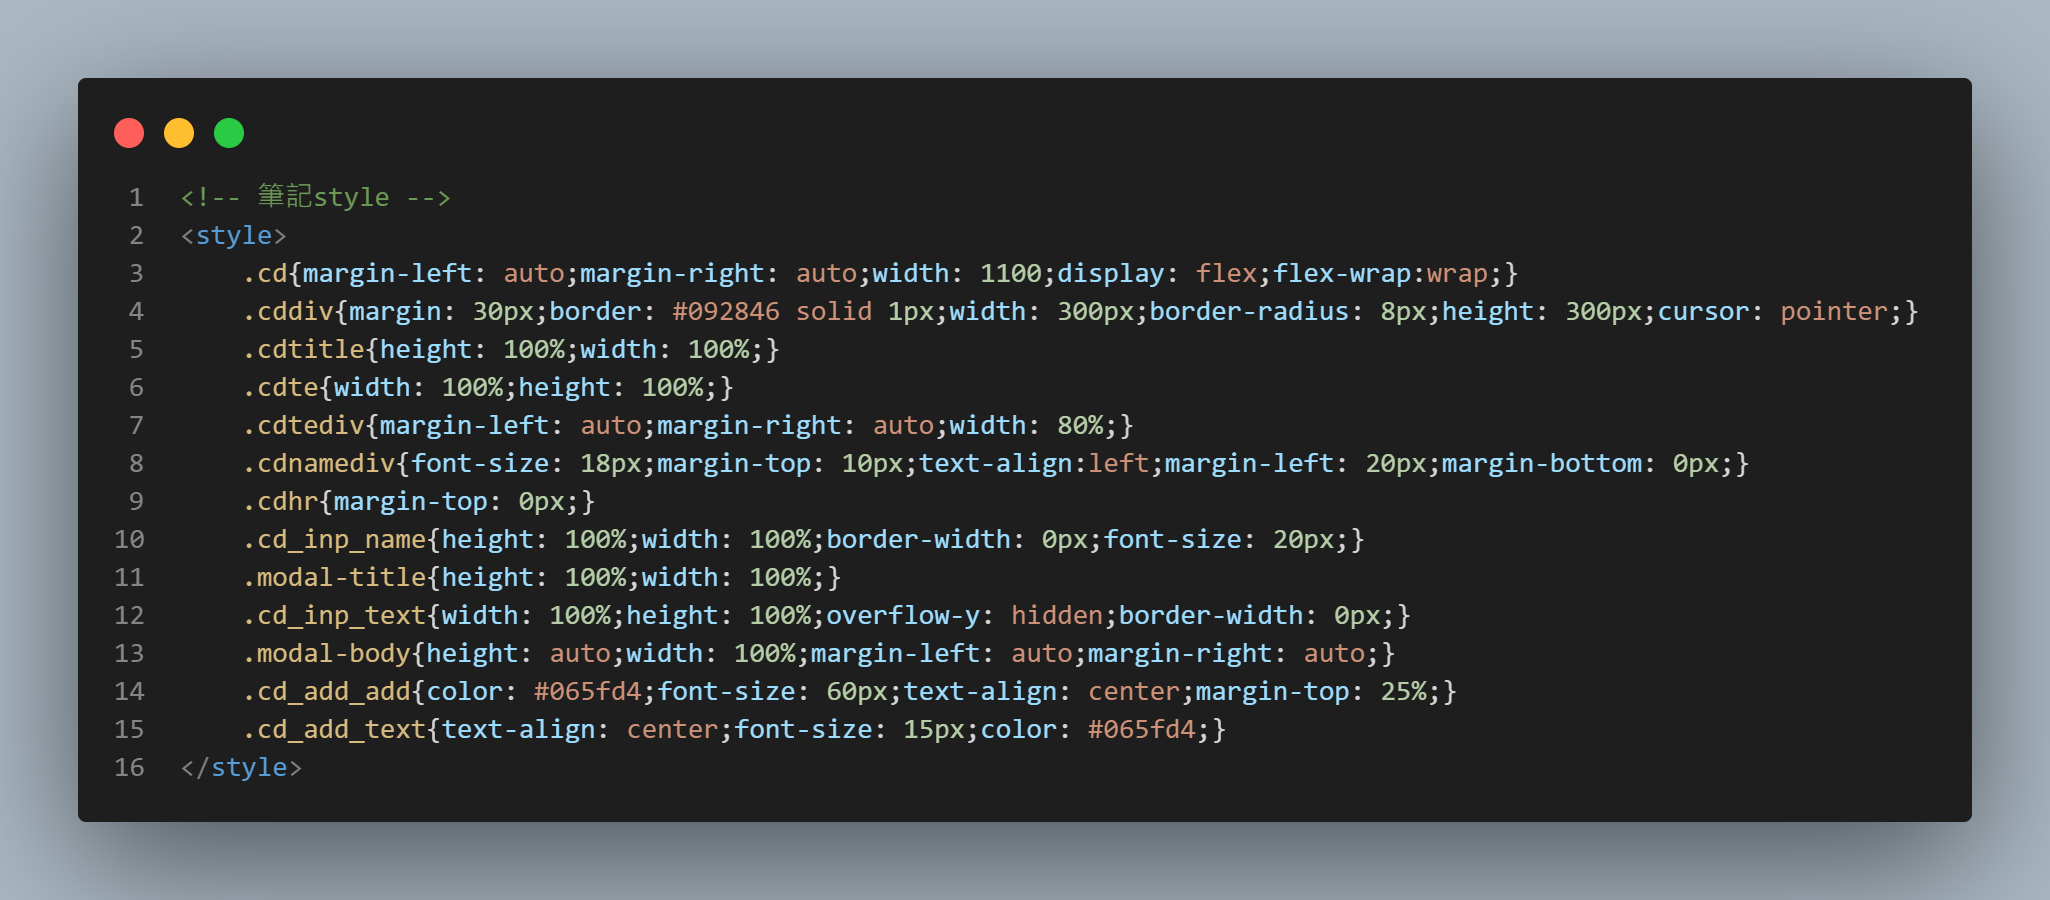 1 <!-- 筆記style -->
2 <style>
3 .cd{margin-left: auto;margin-right: auto;width: 1100;display: flex;flex-wrap:wrap;}
4 .cddiv{margin: 30px;border: #092846 solid 1px;width: 300px;border-radius: 8px;height: 300px;cursor: pointer;}
5 .cdtitle{height: 100%;width: 100%;}
6 .cdte{width: 100%;height: 100%;}
7 .cdtediv{margin-left: auto;margin-right: auto;width: 80%;}
8 .cdnamediv{font-size: 18px;margin-top: 10px;text-align:left;margin-left: 20px;margin-bottom: 0px;}
9 .cdhr{margin-top: 0px;}
10 .cd_inp_name{height: 100%;width: 100%;border-width: 0px;font-size: 20px;}
11 .modal-title{height: 100%;width: 100%;}
12 .cd_inp_text{width: 100%;height: 100%;overflow-y: hidden;border-width: 0px;}
13 .modal-body{height: auto;width: 100%;margin-left: auto;margin-right: auto;}
14 .cd_add_add{color: #065fd4;font-size: 60px;text-align: center;margin-top: 25%;}
15 .cd_add_text{text-align: center;font-size: 15px;color: #065fd4;}
16 </style>